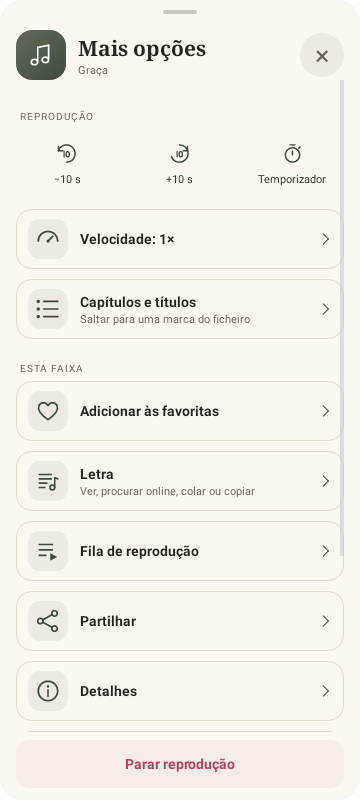 Mais opções
Graça
REPRODUÇÃO
10
10
−10 s
+10 s
Temporizador
Velocidade: 1×
Capítulos e títulos
Saltar para uma marca do ficheiro
ESTA FAIXA
Adicionar às favoritas
Letra
Ver, procurar online, colar ou copiar
Fila de reprodução
Partilhar
Detalhes
Parar reprodução